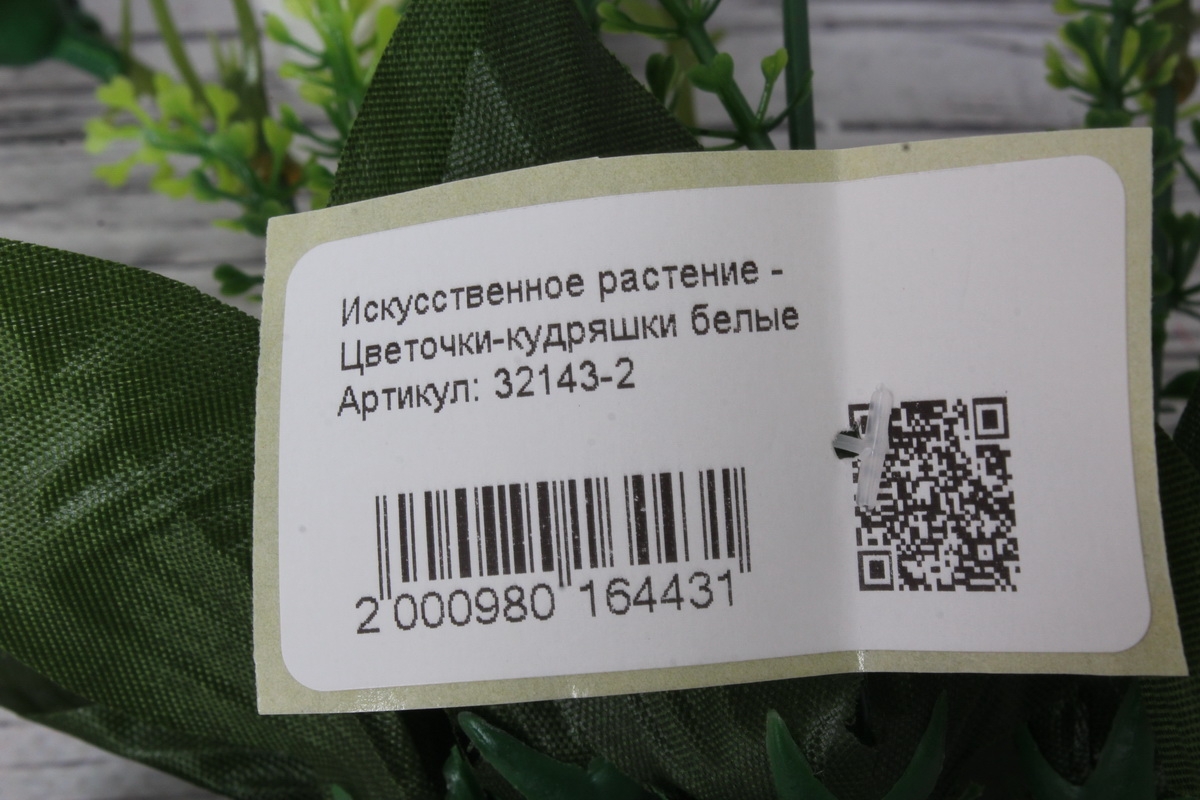 Искусственное растение -
Цветочки-кудряшки белые
Артикул: 32143-2
2 000980 164431